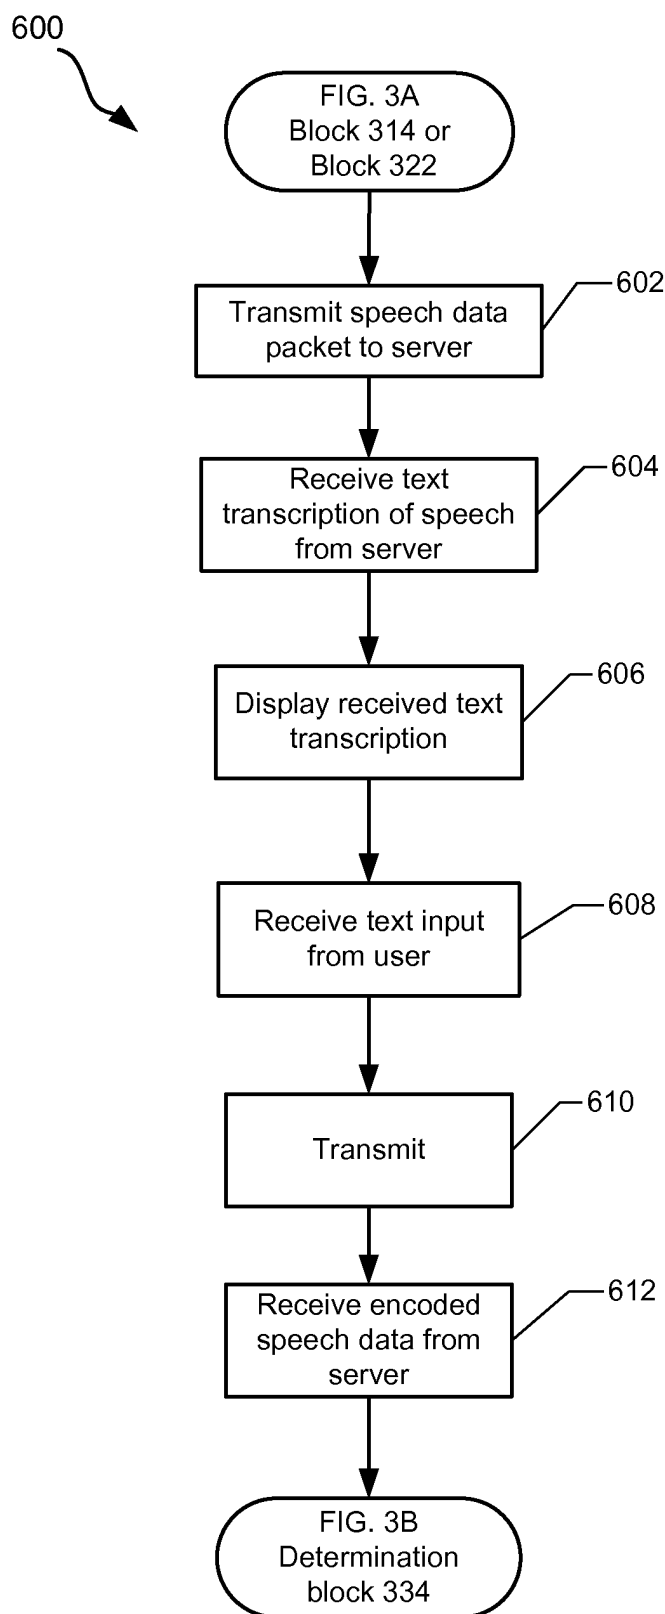 600
FIG. 3A
Block 314 or
Block 322
602
Transmit speech data
packet to server
604
Receive text
transcription of speech
from server
606
Display received text
transcription
608
Receive text input
from user
610
Transmit
612
Receive encoded
speech data from
server
FIG. 3B
Determination
block 334